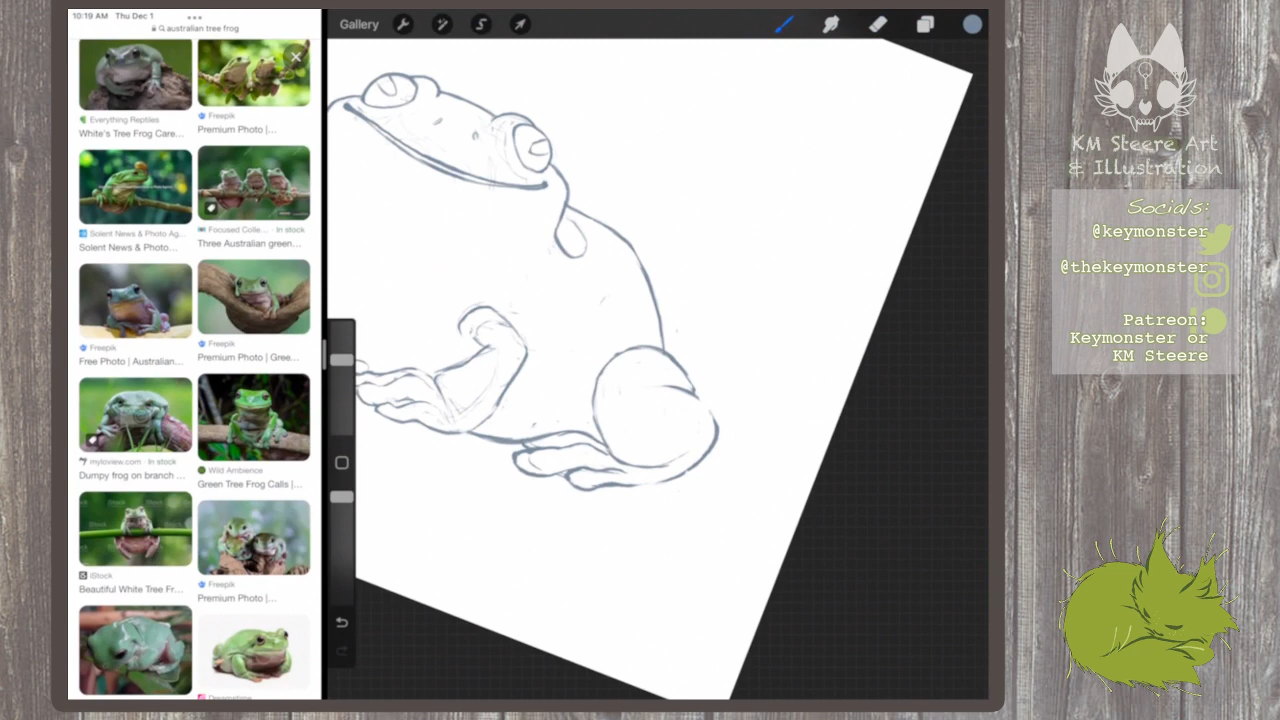 10:19 AM Thu Dec 1
australian tree frog
Everything Reptiles
White's Tree Frog Care...
Freepik
Premium Photo |...
Solent News & Photo Ag...
Solent News & Photo...
Focused Colle... · In stock
Three Australian green...
Freepik
Free Photo | Australian...
Freepik
Premium Photo | Gree...
myloview.com · In stock
Dumpy frog on branch ...
Wild Ambience
Green Tree Frog Calls |...
iStock
Beautiful White Tree Fr...
Freepik
Premium Photo |...
Dreamstime
Gallery
KM Steere Art
& Illustration
Socials:
@keymonster
@thekeymonster
Patreon:
Keymonster or
KM Steere